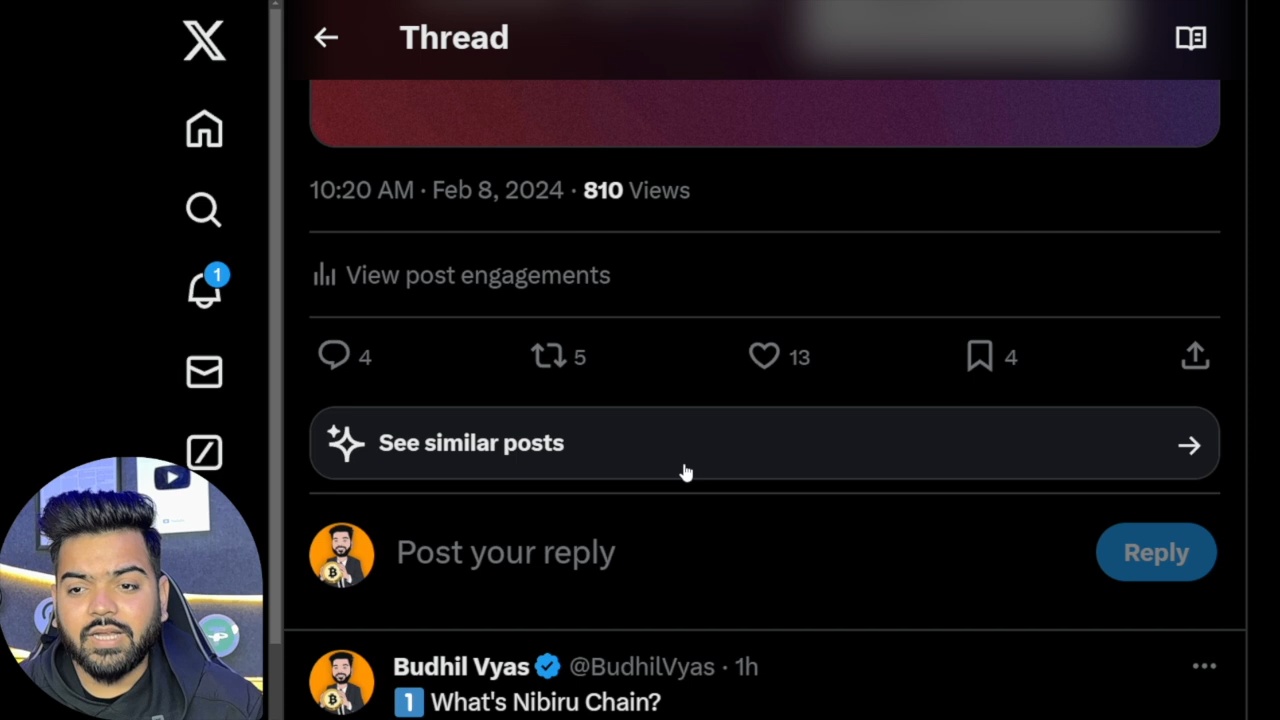 Thread
10:20 AM · Feb 8, 2024 · 810 Views
View post engagements
4 5 13 4
See similar posts
Post your reply
Reply
Budhil Vyas @BudhilVyas · 1h
1 What's Nibiru Chain?
1